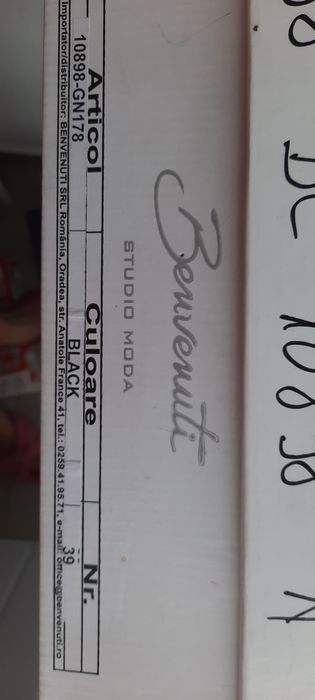 Benvenuti
STUDIO MODA
Articol Culoare Nr.
10898-GN178 BLACK 39
Importator/distribuitor: BENVENUTI SRL România, Oradea, str. Anatole France 41, tel.: 0259.41.95.71, e-mail: office@benvenuti.ro